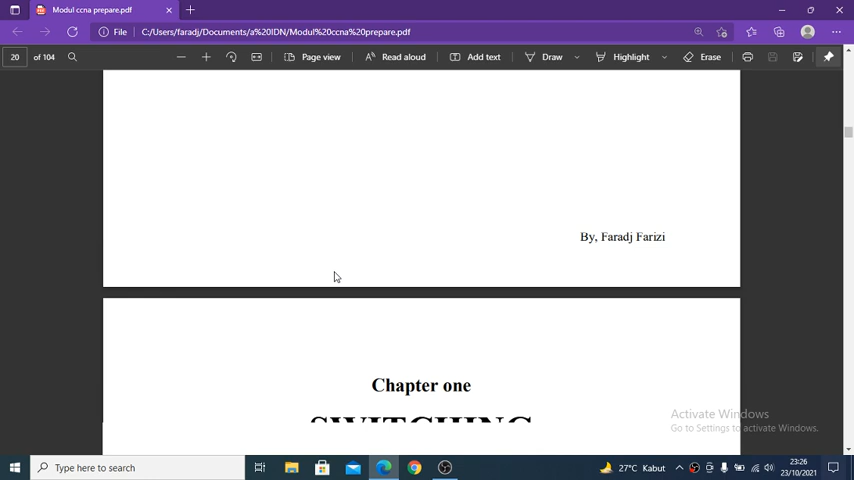 Modul ccna prepare.pdf
File
C:/Users/faradj/Documents/a%20IDN/Modul%20ccna%20prepare.pdf
20 of 104
Page view
Read aloud
Add text
Draw
Highlight
Erase
By, Faradj Farizi
Chapter one
SWITCHING
Activate Windows
Go to Settings to activate Windows.
Type here to search
27°C Kabut
23:26
23/10/2021